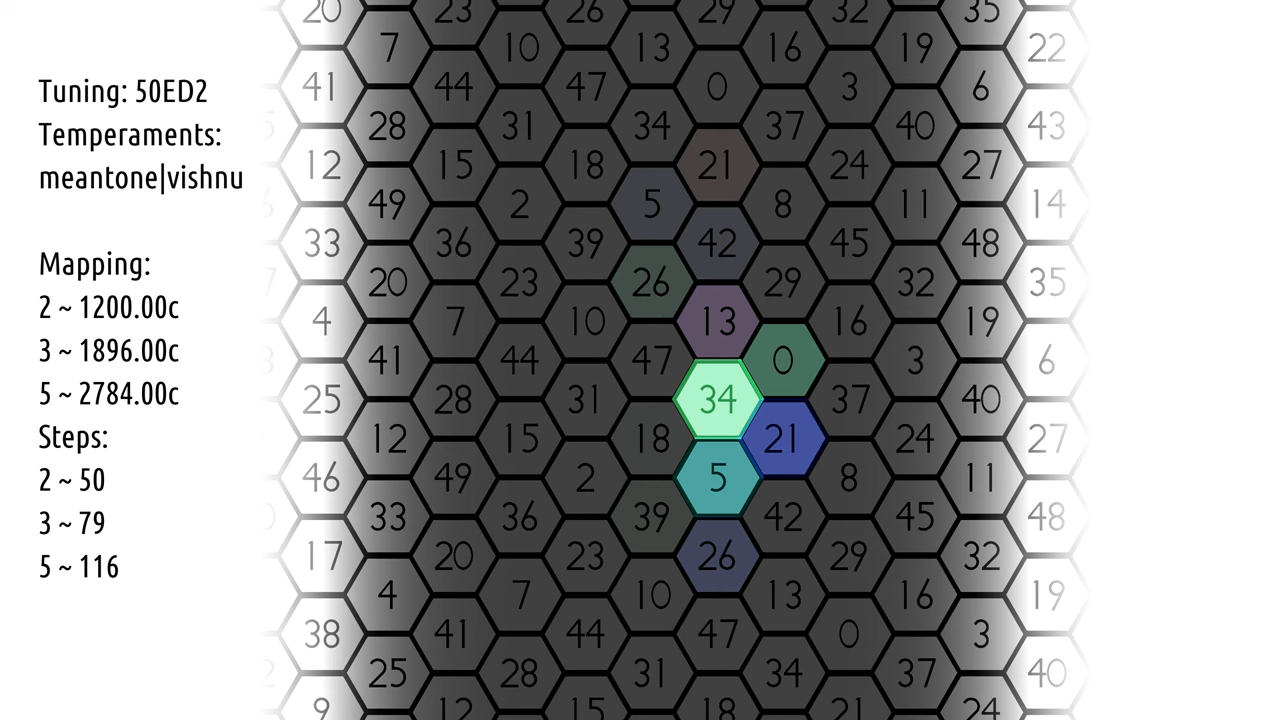 Tuning: 50ED2
Temperaments:
meantone|vishnu
Mapping:
2 ~ 1200.00c
3 ~ 1896.00c
5 ~ 2784.00c
Steps:
2 ~ 50
3 ~ 79
5 ~ 116
20 23 26 29 32 35
7 10 13 16 19 22
41 44 47 0 3 6
28 31 34 37 40 43
12 15 18 21 24 27
49 2 5 8 11 14
33 36 39 42 45 48
20 23 26 29 32 35
4 7 10 13 16 19
41 44 47 0 3 6
25 28 31 34 37 40
12 15 18 21 24 27
46 49 2 5 8 11
33 36 39 42 45 48
17 20 23 26 29 32
4 7 10 13 16 19
38 41 44 47 0 3
25 28 31 34 37 40
9 12 15 18 21 24